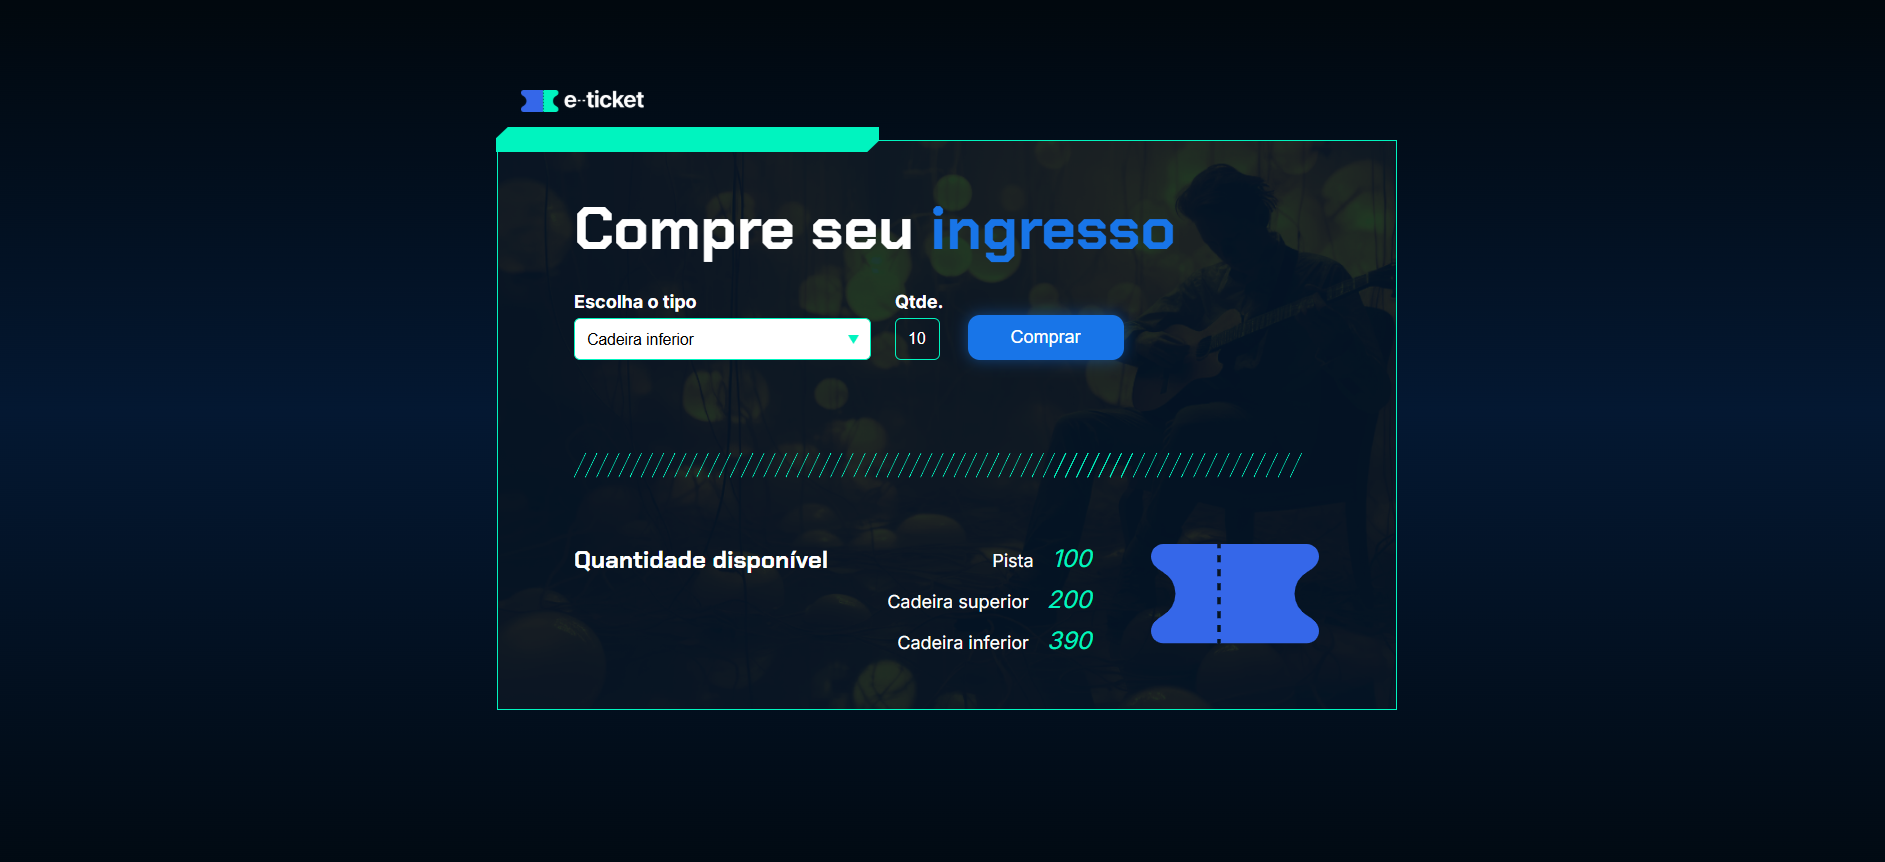 e--ticket
Compre seu ingresso
Escolha o tipo Qtde.
Cadeira inferior 10 Comprar
Quantidade disponível Pista 100
Cadeira superior 200
Cadeira inferior 390